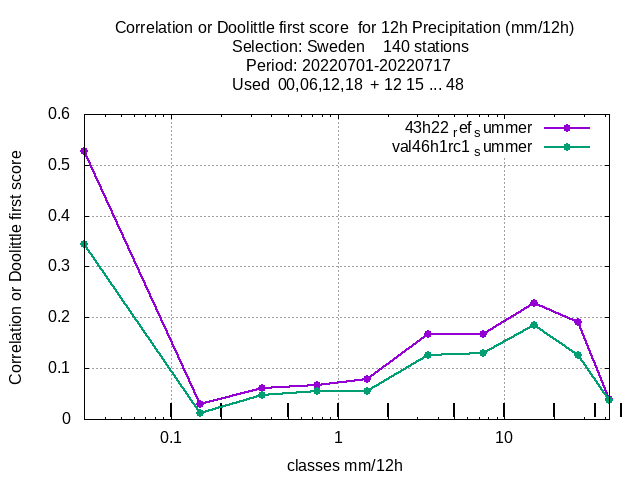 Correlation or Doolittle first score  for 12h Precipitation (mm/12h)
Selection: Sweden    140 stations
Period: 20220701-20220717
Used  00,06,12,18  + 12 15 ... 48
43h22 ref summer
val46h1rc1 summer
0.6
0.5
0.4
0.3
0.2
0.1
0
Correlation or Doolittle first score
0.1
1
10
classes mm/12h